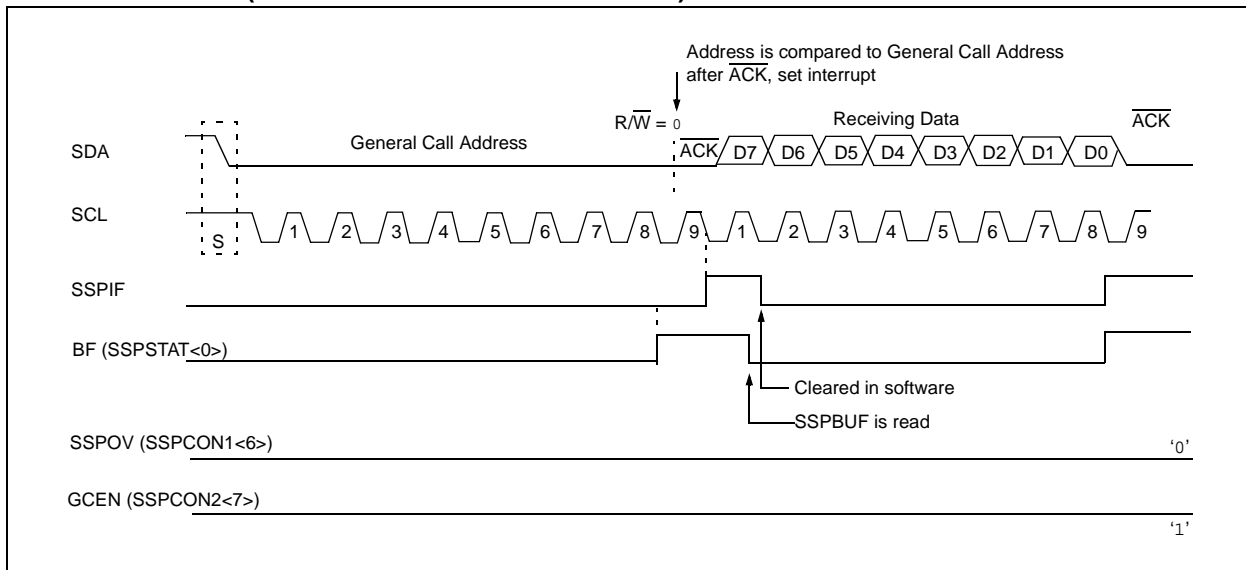 Address is compared to General Call Address
after ACK, set interrupt
R/W = 0
Receiving Data
ACK
General Call Address
SDA
ACK D7 D6 D5 D4 D3 D2 D1 D0
SCL
S
1 2 3 4 5 6 7 8 9 1 2 3 4 5 6 7 8 9
SSPIF
BF (SSPSTAT<0>)
Cleared in software
SSPBUF is read
SSPOV (SSPCON1<6>)
‘0’
GCEN (SSPCON2<7>)
‘1’